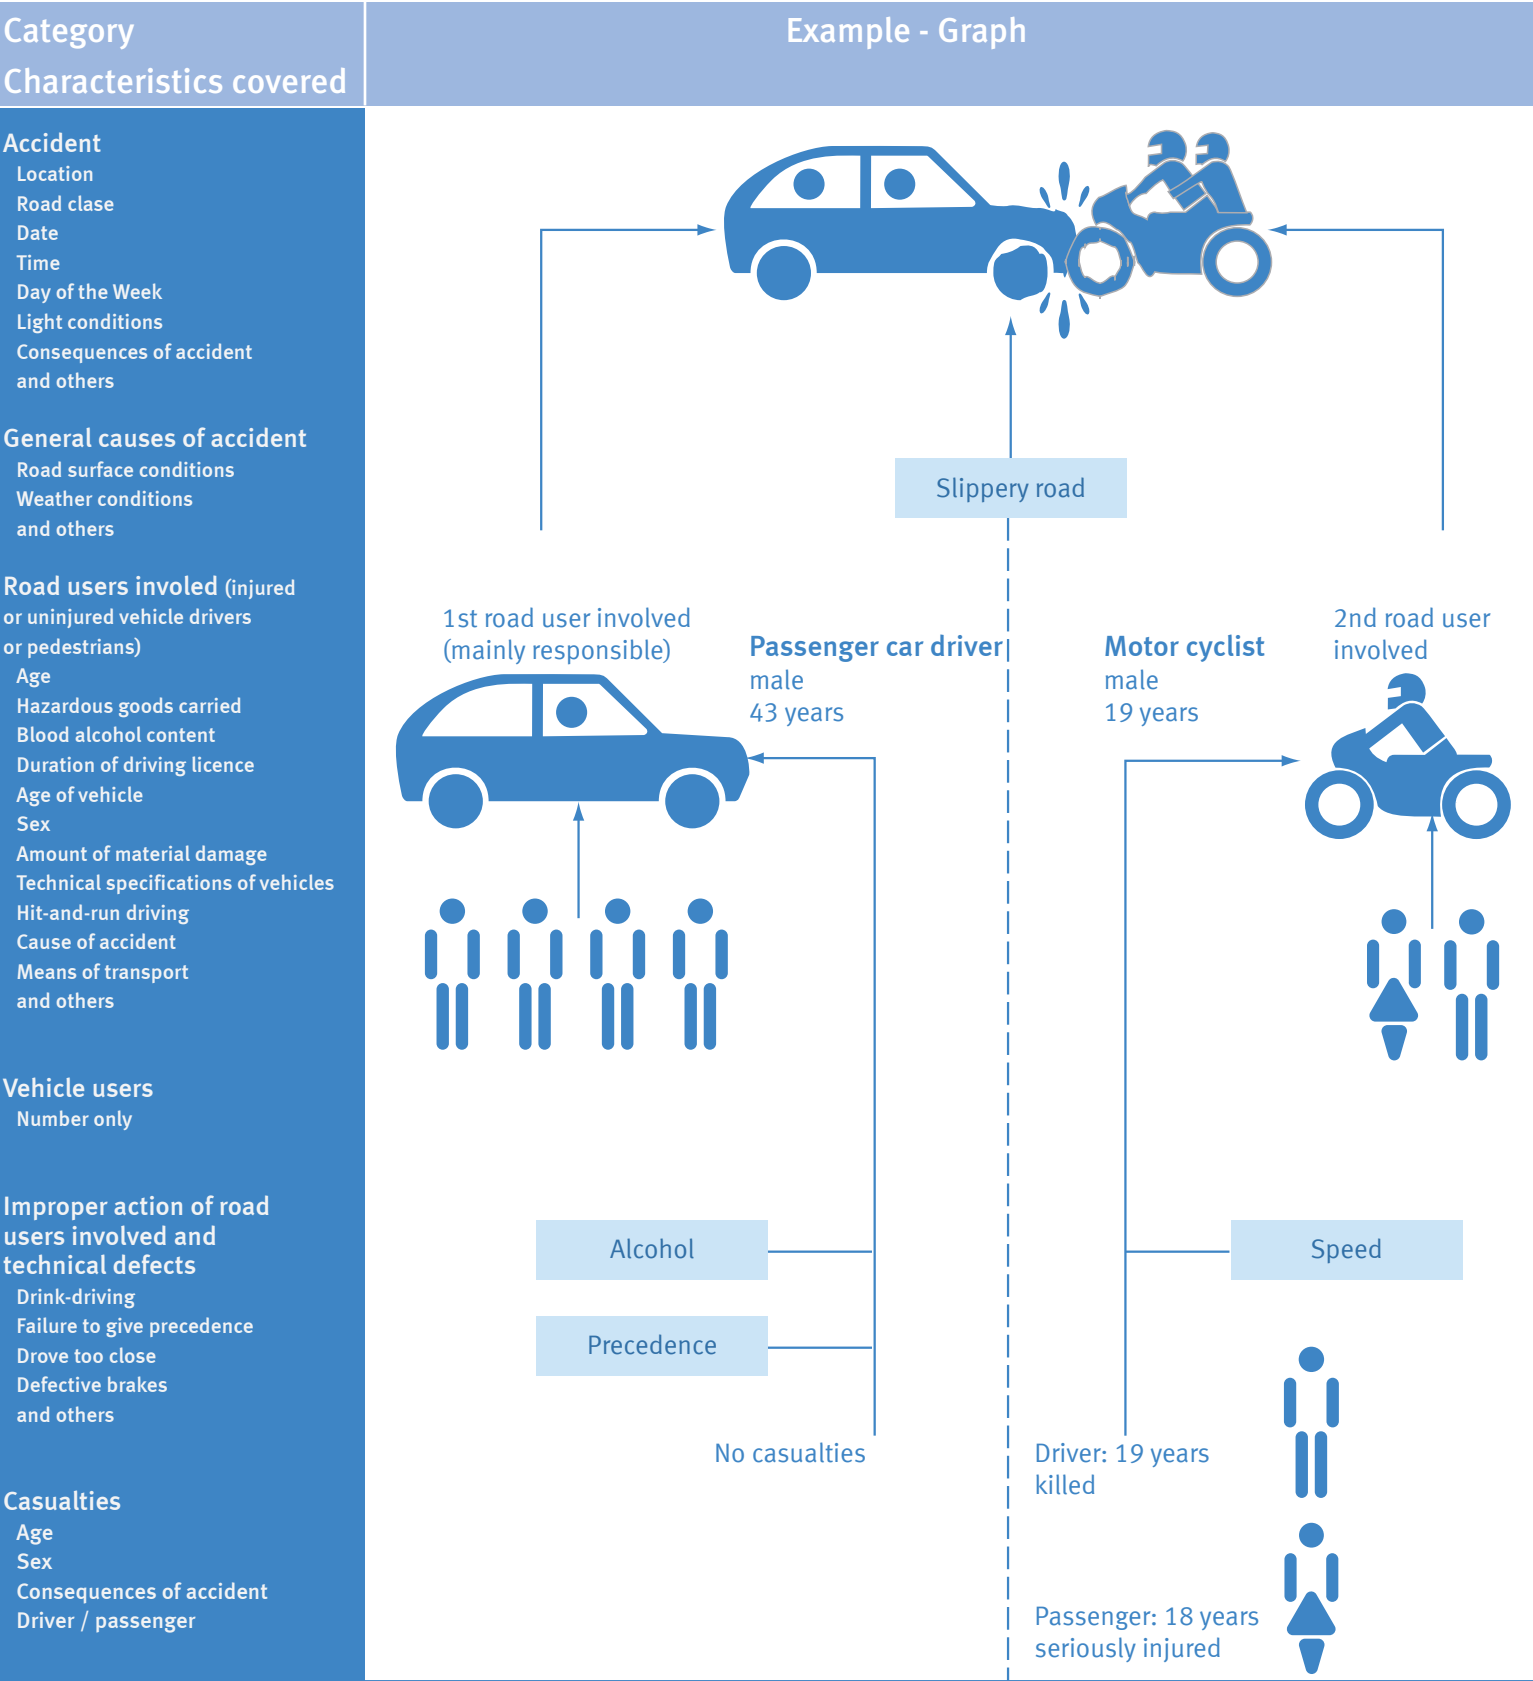 Category
Characteristics covered
Example - Graph
Accident
Location
Road clase
Date
Time
Day of the Week
Light conditions
Consequences of accident
and others
General causes of accident
Road surface conditions
Weather conditions
and others
Road users involed (injured
or uninjured vehicle drivers
or pedestrians)
Age
Hazardous goods carried
Blood alcohol content
Duration of driving licence
Age of vehicle
Sex
Amount of material damage
Technical specifications of vehicles
Hit-and-run driving
Cause of accident
Means of transport
and others
Vehicle users
Number only
Improper action of road
users involved and
technical defects
Drink-driving
Failure to give precedence
Drove too close
Defective brakes
and others
Casualties
Age
Sex
Consequences of accident
Driver / passenger
Slippery road
1st road user involved
(mainly responsible)
Passenger car driver
male
43 years
Motor cyclist
male
19 years
2nd road user
involved
Alcohol
Precedence
Speed
No casualties
Driver: 19 years
killed
Passenger: 18 years
seriously injured